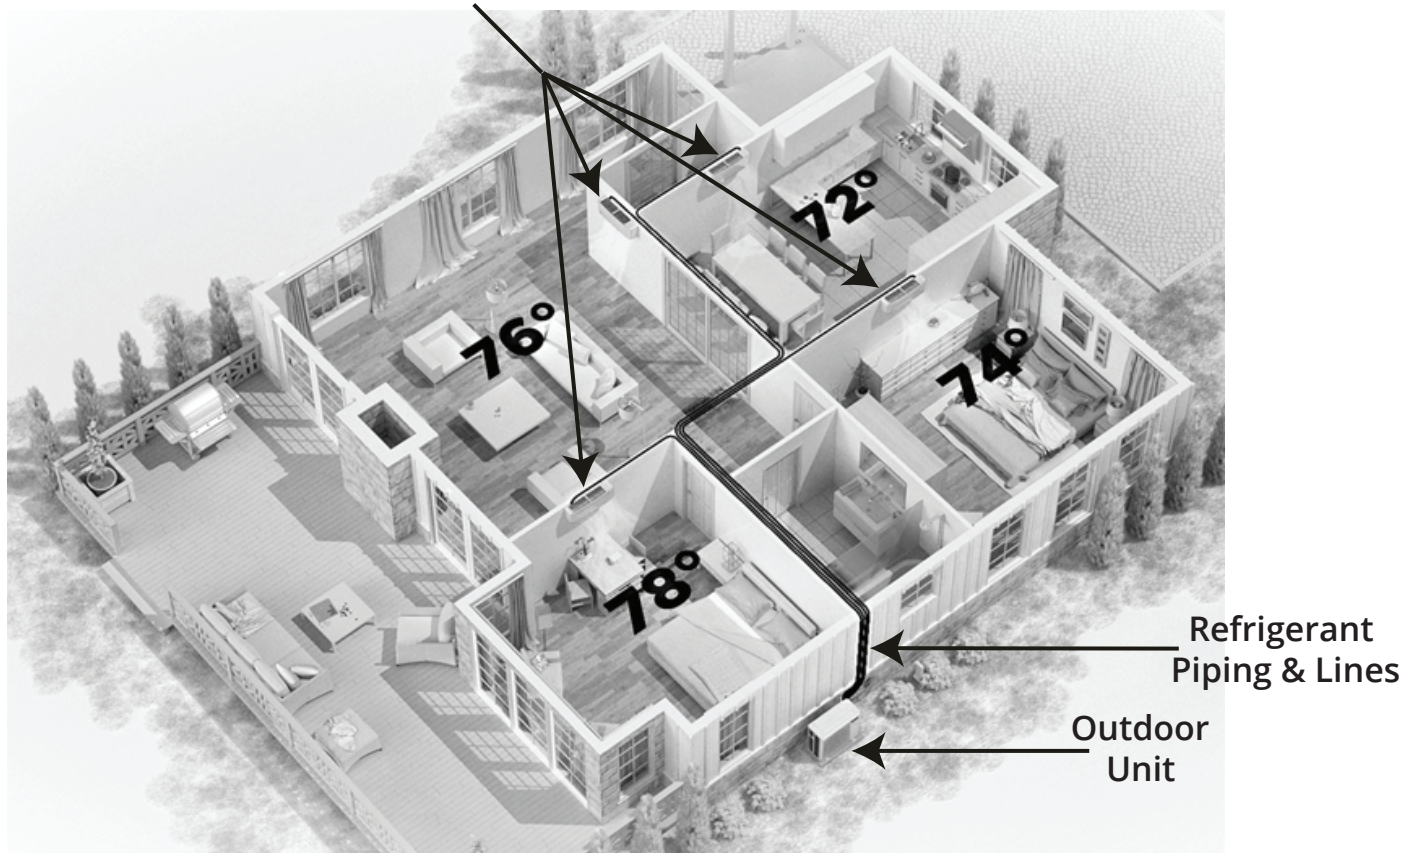 72°
76°
74°
78°
Refrigerant
Piping & Lines
Outdoor
Unit